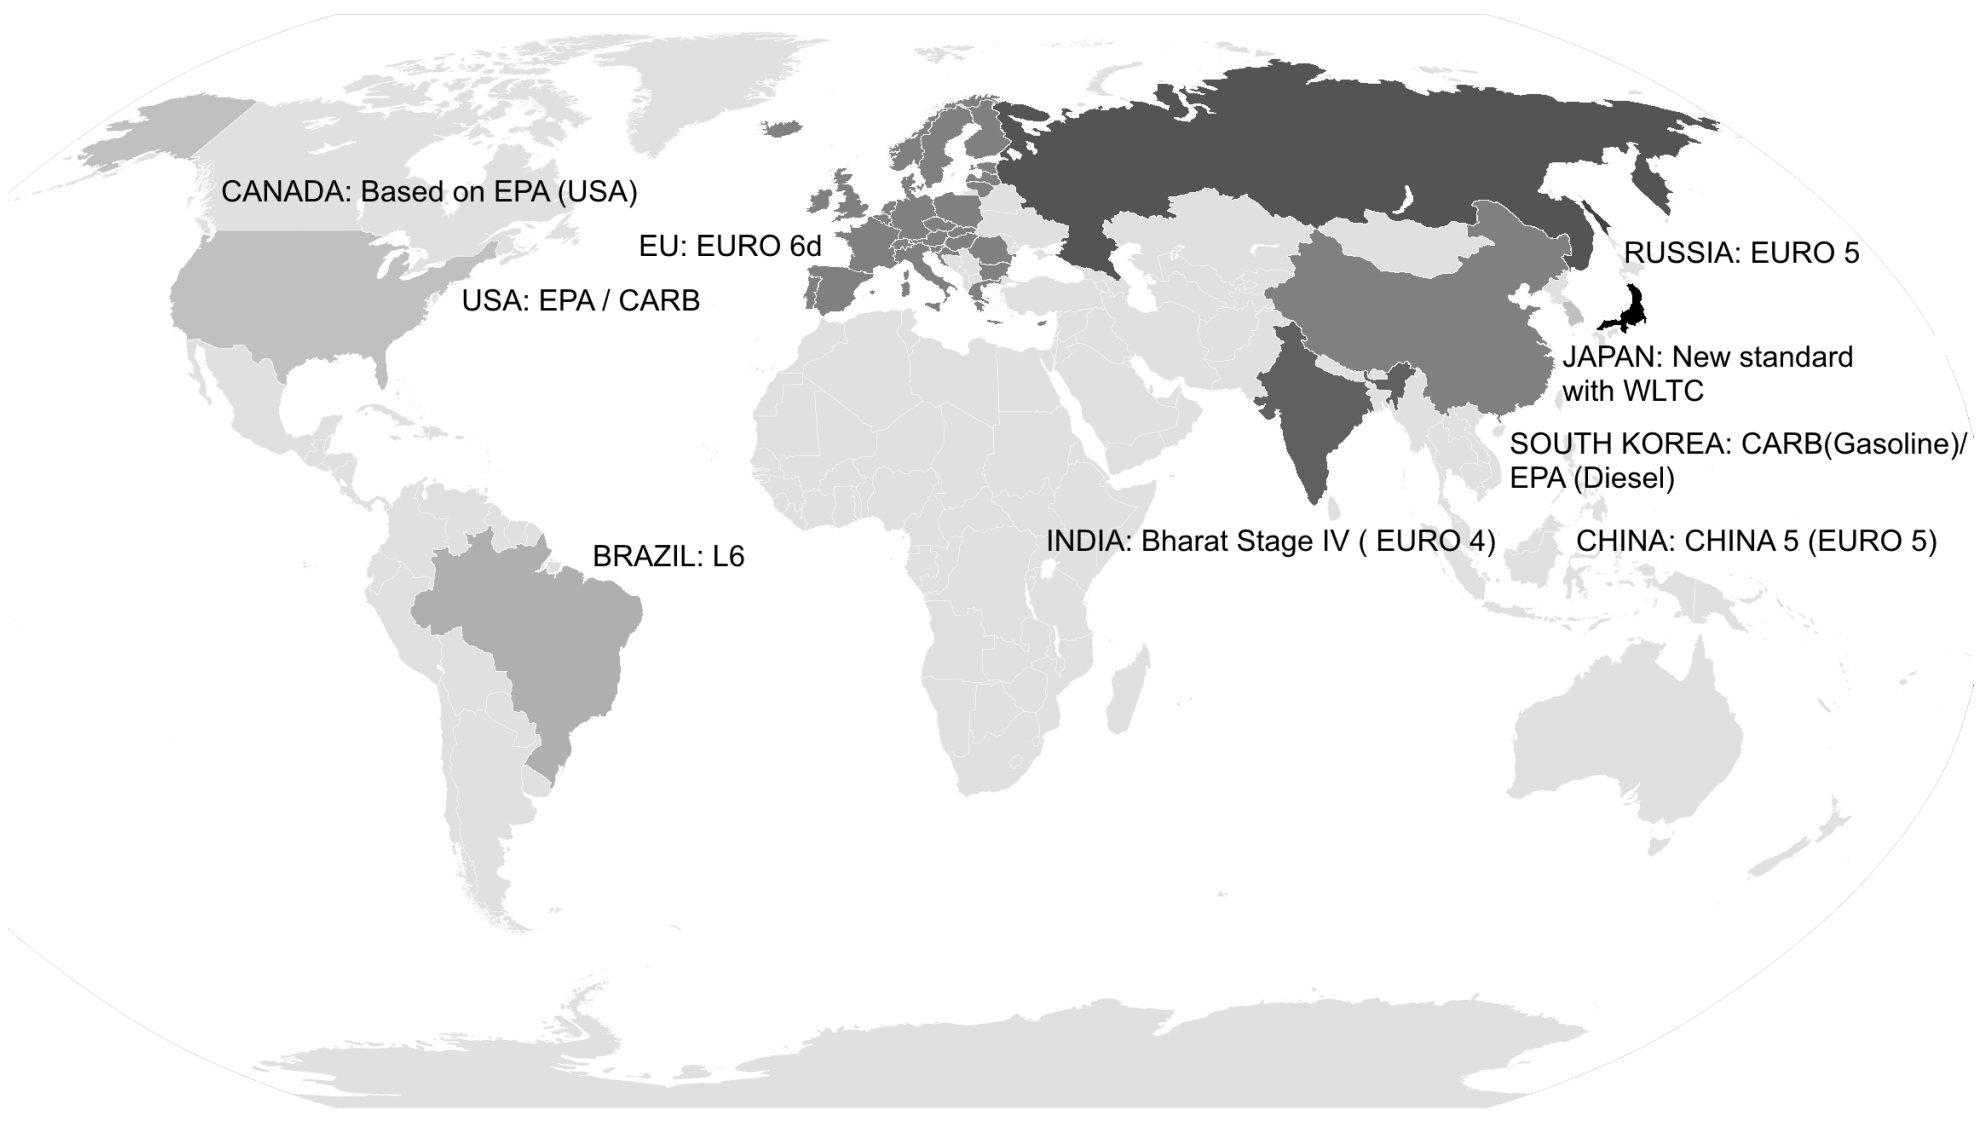 CANADA: Based on EPA (USA)
EU: EURO 6d
RUSSIA: EURO 5
USA: EPA / CARB
JAPAN: New standard
with WLTC
SOUTH KOREA: CARB(Gasoline)/
EPA (Diesel)
INDIA: Bharat Stage IV ( EURO 4)
CHINA: CHINA 5 (EURO 5)
BRAZIL: L6